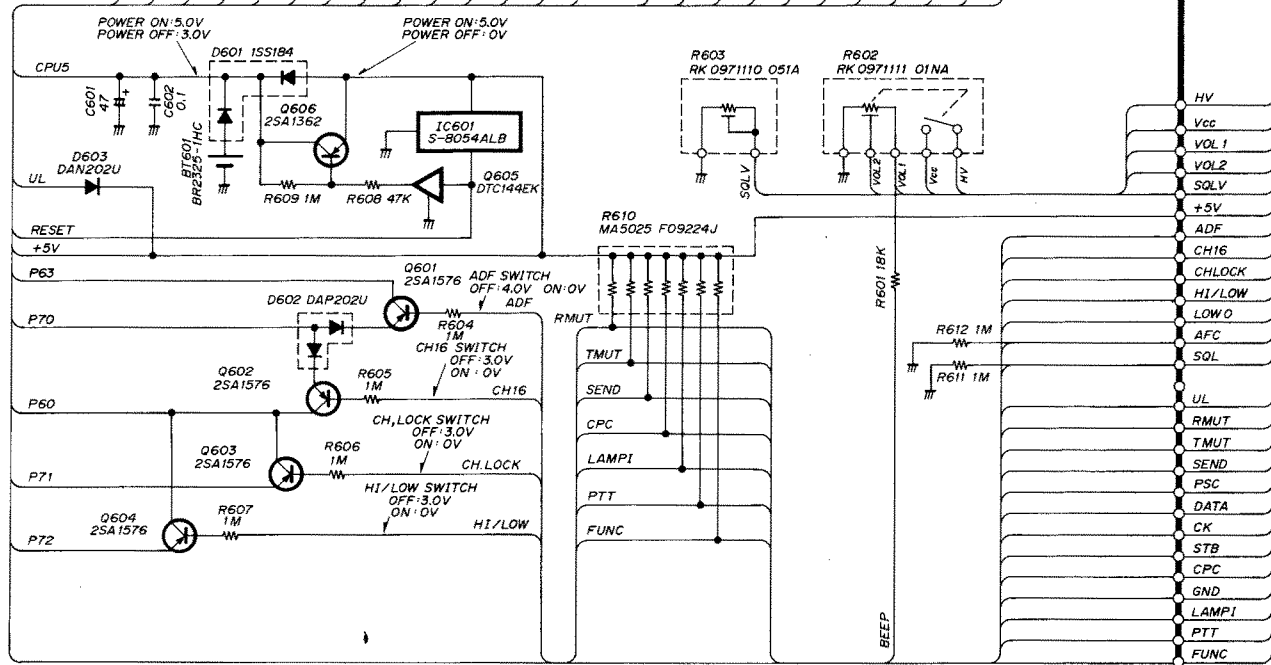 POWER ON:5.0V
POWER OFF:3.0V
POWER ON:5.0V
POWER OFF:0V
D601 1SS184
CPU5
C601
47
+
C602
0.1
BT601
BR2325-1HC
Q606
2SA1362
IC601
S-8054ALB
D603
DAN202U
UL
R609 1M
R608 47K
Q605
DTC144EK
RESET
+5V
R603
RK 0971110 051A
R602
RK 0971111 01NA
SQLV
VOL2
VOL1
Vcc
HV
R610
MA5025 F09224J
P63
Q601
2SA1576
ADF SWITCH
OFF:4.0V ON:0V
ADF
D602 DAP202U
P70
R604
1M
CH16 SWITCH
OFF:3.0V
ON:0V
Q602
2SA1576
R605
1M
CH16
P60
CH,LOCK SWITCH
OFF:3.0V
ON:0V
Q603
2SA1576
R606
1M
CH.LOCK
P71
HI/LOW SWITCH
OFF:3.0V
ON:0V
Q604
2SA1576
R607
1M
HI/LOW
P72
RMUT
TMUT
SEND
CPC
LAMPI
PTT
FUNC
R601 18K
BEEP
R612 1M
R611 1M
HV
Vcc
VOL1
VOL2
SQLV
+5V
ADF
CH16
CHLOCK
HI/LOW
LOW0
AFC
SQL
UL
RMUT
TMUT
SEND
PSC
DATA
CK
STB
CPC
GND
LAMPI
PTT
FUNC